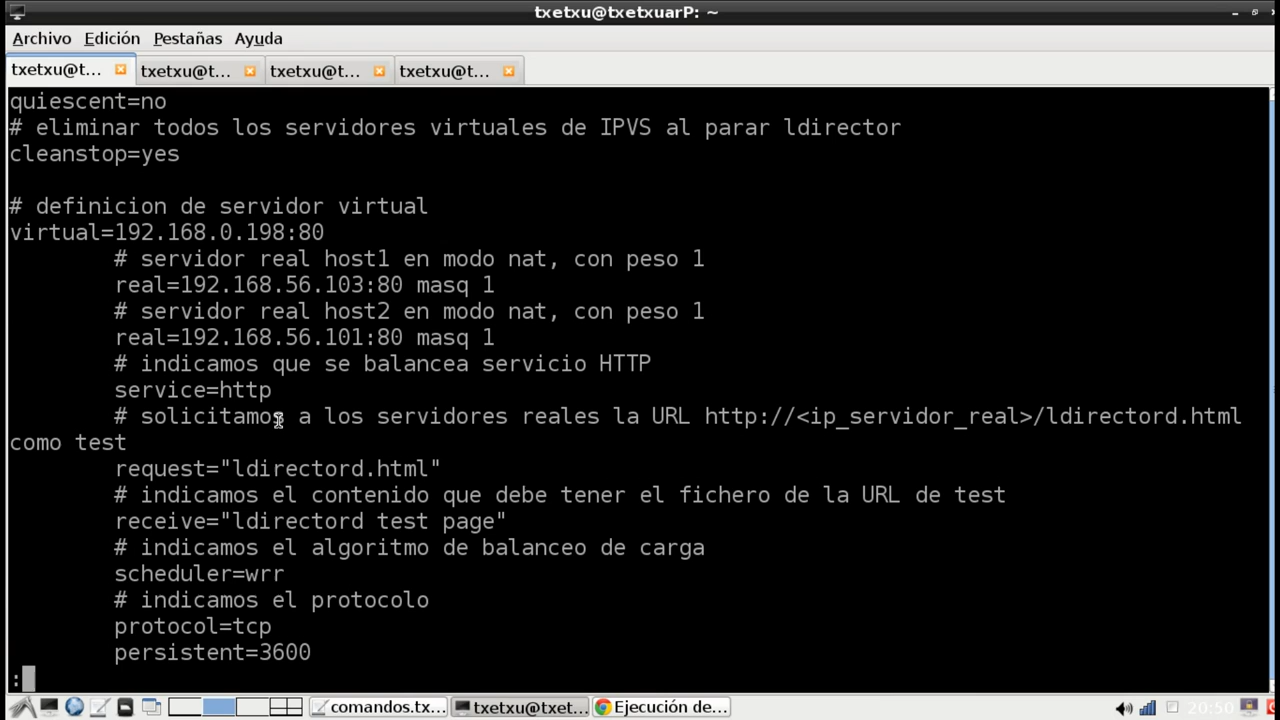 txetxu@txetxuarP: ~
Archivo Edición Pestañas Ayuda
txetxu@t... txetxu@t... txetxu@t... txetxu@t...
quiescent=no
# eliminar todos los servidores virtuales de IPVS al parar ldirector
cleanstop=yes
# definicion de servidor virtual
virtual=192.168.0.198:80
# servidor real host1 en modo nat, con peso 1
real=192.168.56.103:80 masq 1
# servidor real host2 en modo nat, con peso 1
real=192.168.56.101:80 masq 1
# indicamos que se balancea servicio HTTP
service=http
# solicitamos a los servidores reales la URL http://<ip_servidor_real>/ldirectord.html
como test
request="ldirectord.html"
# indicamos el contenido que debe tener el fichero de la URL de test
receive="ldirectord test page"
# indicamos el algoritmo de balanceo de carga
scheduler=wrr
# indicamos el protocolo
protocol=tcp
persistent=3600
:
comandos.tx... txetxu@txet... Ejecución de... 20:50